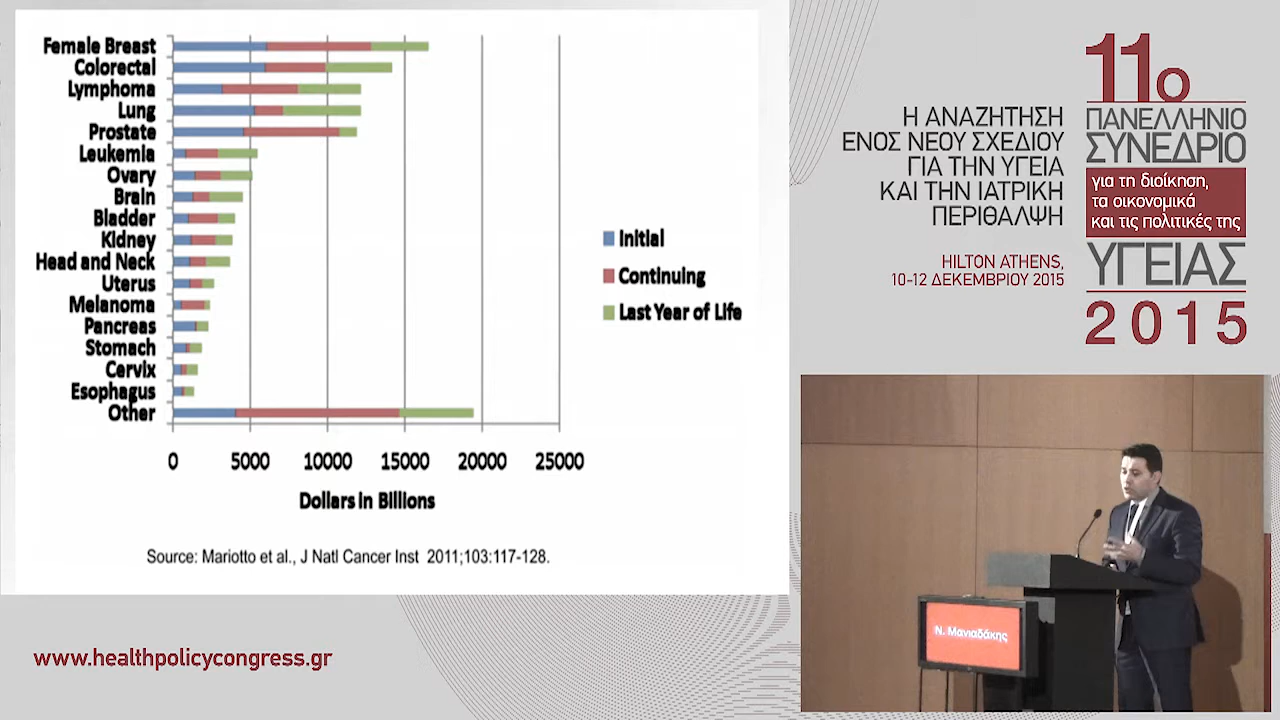 Female Breast
Colorectal
Lymphoma
Lung
Prostate
Leukemia
Ovary
Brain
Bladder
Kidney
Head and Neck
Uterus
Melanoma
Pancreas
Stomach
Cervix
Esophagus
Other
0 5000 10000 15000 20000 25000
Dollars in Billions
Initial
Continuing
Last Year of Life
Source: Mariotto et al., J Natl Cancer Inst 2011;103:117-128.
www.healthpolicycongress.gr
Η ΑΝΑΖΗΤΗΣΗ
ΕΝΟΣ ΝΕΟΥ ΣΧΕΔΙΟΥ
ΓΙΑ ΤΗΝ ΥΓΕΙΑ
ΚΑΙ ΤΗΝ ΙΑΤΡΙΚΗ
ΠΕΡΙΘΑΛΨΗ
HILTON ATHENS,
10-12 ΔΕΚΕΜΒΡΙΟΥ 2015
11ο
ΠΑΝΕΛΛΗΝΙΟ
ΣΥΝΕΔΡΙΟ
για τη διοίκηση,
τα οικονομικά
και τις πολιτικές της
ΥΓΕΙΑΣ
2015
Ν. Μανιαδάκης